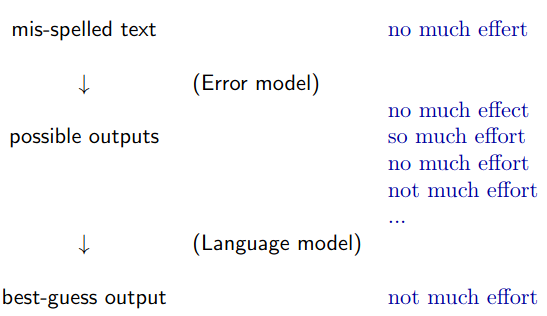 mis-spelled text no much effert
↓ (Error model)
no much effect
possible outputs so much effort
no much effort
not much effort
...
↓ (Language model)
best-guess output not much effort